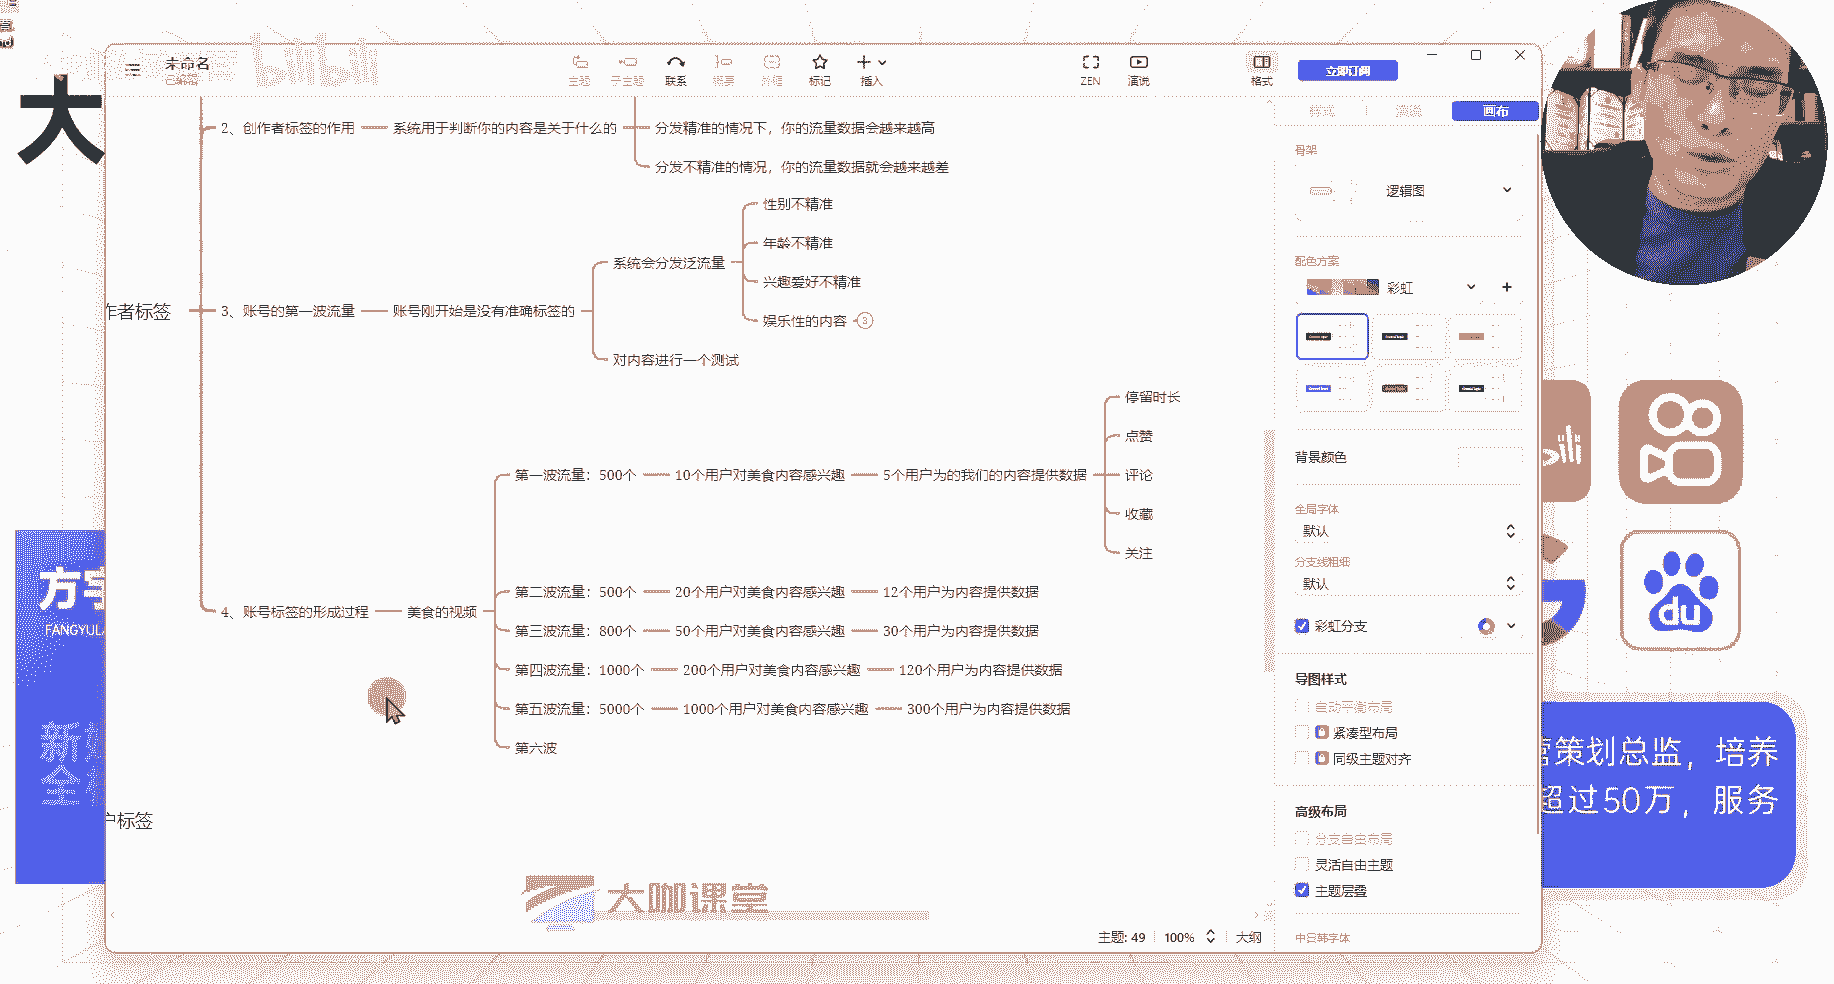 未命名
已编辑
主题
子主题
联系
概要
外框
标记
插入
ZEN
演说
格式
立即订阅
大
bilibili
样式
演说
画布
2、创作者标签的作用
系统用于判断你的内容是关于什么的
分发精准的情况下，你的流量数据会越来越高
分发不精准的情况，你的流量数据就会越来越差
作者标签
3、账号的第一波流量
账号刚开始是没有准确标签的
系统会分发泛流量
性别不精准
年龄不精准
兴趣爱好不精准
娱乐性的内容
3
对内容进行一个测试
4、账号标签的形成过程
美食的视频
第一波流量：500个
10个用户对美食内容感兴趣
5个用户为的我们的内容提供数据
停留时长
点赞
评论
收藏
关注
第二波流量：500个
20个用户对美食内容感兴趣
12个用户为内容提供数据
第三波流量：800个
50个用户对美食内容感兴趣
30个用户为内容提供数据
第四波流量：1000个
200个用户对美食内容感兴趣
120个用户为内容提供数据
第五波流量：5000个
1000个用户对美食内容感兴趣
300个用户为内容提供数据
第六波
户标签
骨架
逻辑图
配色方案
彩虹
背景颜色
全局字体
默认
分支线粗细
默认
彩虹分支
导图样式
自动平衡布局
紧凑型布局
同级主题对齐
高级布局
分支自由布局
灵活自由主题
主题层叠
中日韩字体
主题: 49
100%
大纲
大咖课堂
方宇
FANGYULA
新
全
du
营策划总监，培养
超过50万，服务